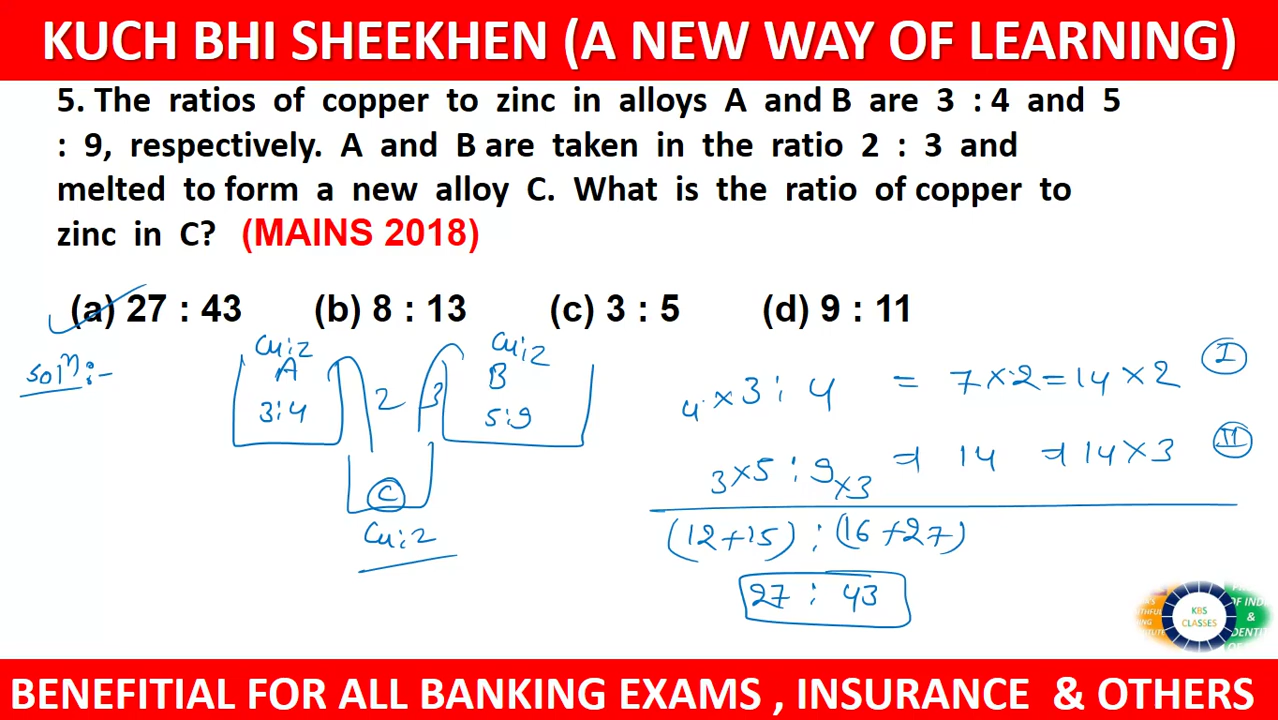 KUCH BHI SHEEKHEN (A NEW WAY OF LEARNING)
5. The ratios of copper to zinc in alloys A and B are 3 : 4 and 5
: 9, respectively. A and B are taken in the ratio 2 : 3 and
melted to form a new alloy C. What is the ratio of copper to
zinc in C? (MAINS 2018)
(a) 27 : 43 (b) 8 : 13 (c) 3 : 5 (d) 9 : 11
Solⁿ:-
Cu:z
A
3:4
2
3
Cu:z
B
5:9
C
Cu:z
4×3 : 4 = 7×2 = 14×2 I
3×5 : 9×3 ⇒ 14 ⇒ 14×3 II
(12+15) : (16+27)
27 : 43
KBS
CLASSES
OF IND
&
BENEFITIAL FOR ALL BANKING EXAMS , INSURANCE & OTHERS